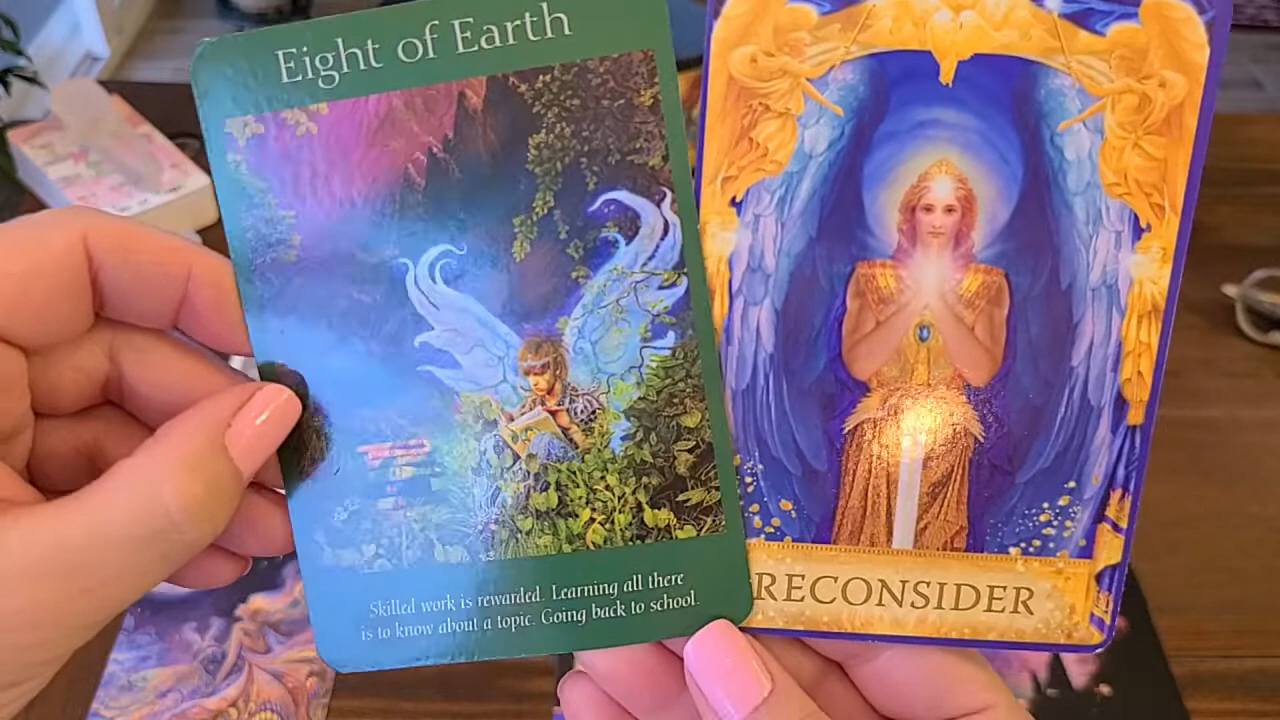 Eight of Earth
Skilled work is rewarded. Learning all there
is to know about a topic. Going back to school.
RECONSIDER